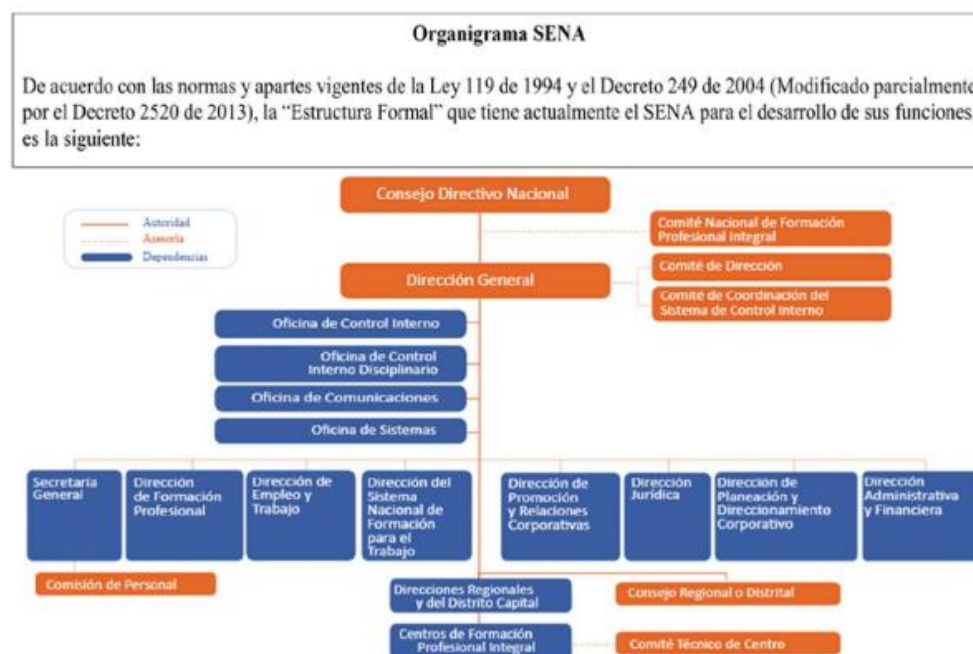 Organigrama SENA
De acuerdo con las normas y apartes vigentes de la Ley 119 de 1994 y el Decreto 249 de 2004 (Modificado parcialmente
por el Decreto 2520 de 2013), la “Estructura Formal” que tiene actualmente el SENA para el desarrollo de sus funciones,
es la siguiente:
Consejo Directivo Nacional
Autoridad
Asesoría
Dependencias
Comité Nacional de Formación
Profesional Integral
Dirección General
Comité de Dirección
Comité de Coordinación del
Sistema de Control Interno
Oficina de Control Interno
Oficina de Control
Interno Disciplinario
Oficina de Comunicaciones
Oficina de Sistemas
Secretaría
General
Dirección
de Formación
Profesional
Dirección de
Empleo y
Trabajo
Dirección del
Sistema
Nacional de
Formación
para el
Trabajo
Dirección de
Promoción
y Relaciones
Corporativas
Dirección
Jurídica
Dirección de
Planeación y
Direccionamiento
Corporativo
Dirección
Administrativa
y Financiera
Comisión de Personal
Direcciones Regionales
y del Distrito Capital
Consejo Regional o Distrital
Centros de Formación
Profesional Integral
Comité Técnico de Centro